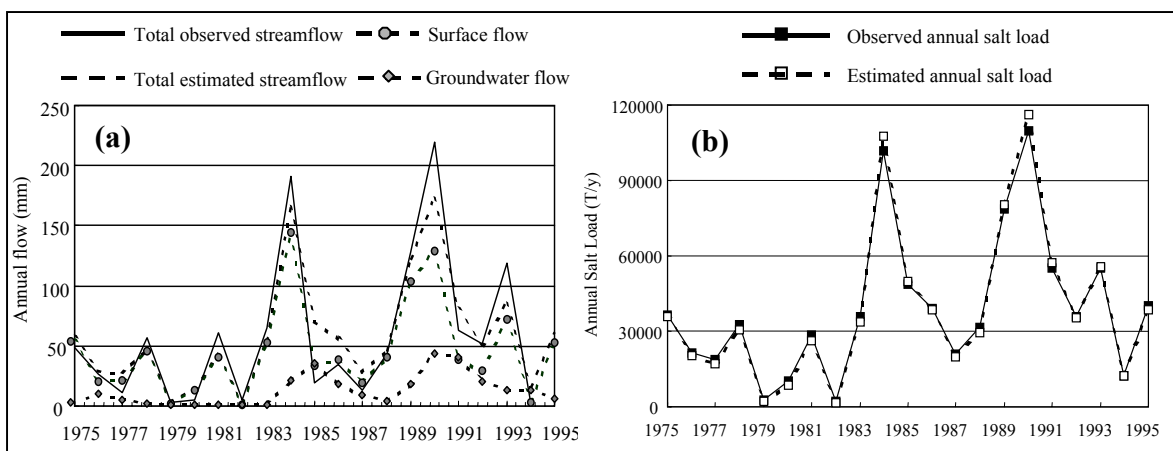 Total observed streamflow
Surface flow
Total estimated streamflow
Groundwater flow
Observed annual salt load
Estimated annual salt load
(a)
Annual flow (mm)
250
200
150
100
50
0
1975 1977 1979 1981 1983 1985 1987 1989 1991 1993 1995
(b)
Annual Salt Load (T/y)
120000
90000
60000
30000
0
1975 1977 1979 1981 1983 1985 1987 1989 1991 1993 1995